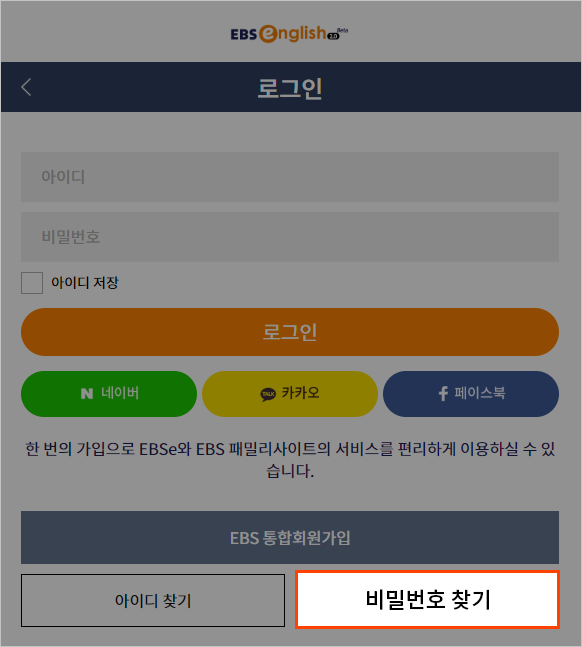 EBS english 2.0 Beta
로그인
아이디
비밀번호
아이디 저장
로그인
N 네이버
TALK 카카오
f 페이스북
한 번의 가입으로 EBSe와 EBS 패밀리사이트의 서비스를 편리하게 이용하실 수 있
습니다.
EBS 통합회원가입
아이디 찾기
비밀번호 찾기